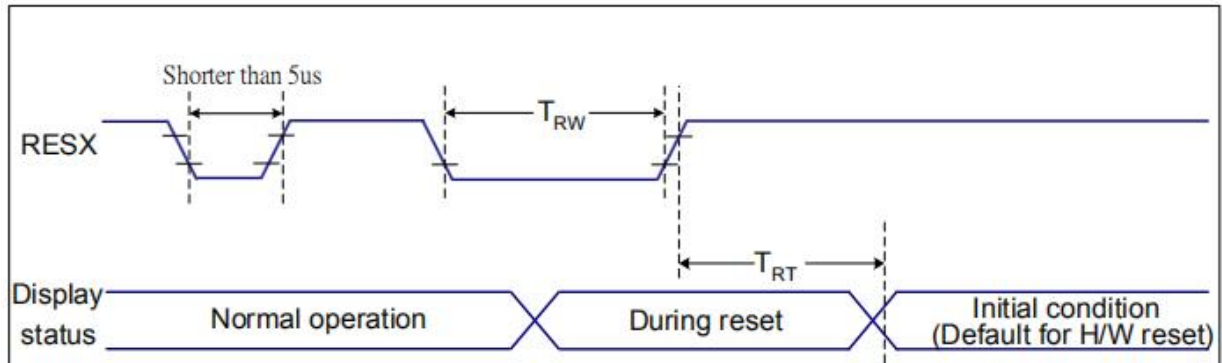 Shorter than 5us
RESX
TRW
TRT
Display
status
Normal operation
During reset
Initial condition
(Default for H/W reset)